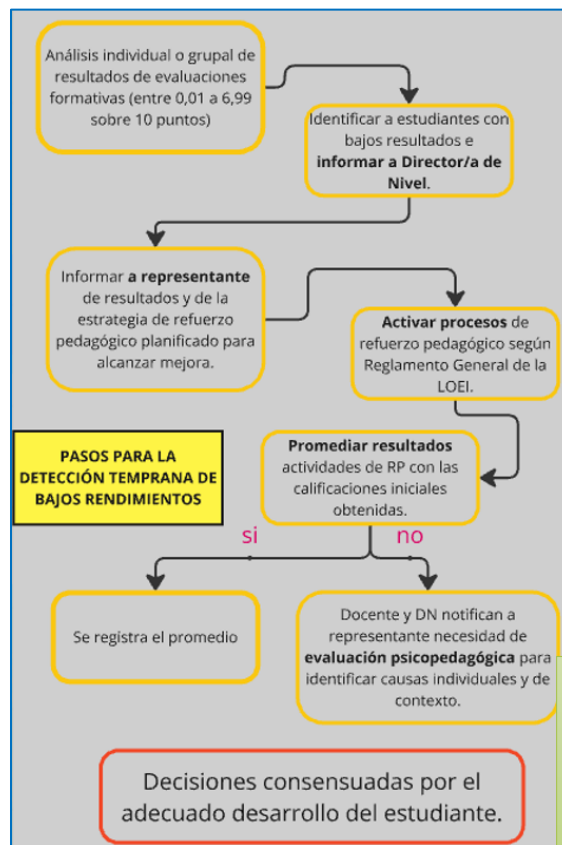 Análisis individual o grupal de
resultados de evaluaciones
formativas (entre 0,01 a 6,99
sobre 10 puntos)
Identificar a estudiantes con
bajos resultados e
informar a Director/a de
Nivel.
Informar a representante
de resultados y de la
estrategia de refuerzo
pedagógico planificado para
alcanzar mejora.
Activar procesos de
refuerzo pedagógico según
Reglamento General de la
LOEI.
PASOS PARA LA
DETECCIÓN TEMPRANA DE
BAJOS RENDIMIENTOS
Promediar resultados
actividades de RP con las
calificaciones iniciales
obtenidas.
si
no
Se registra el promedio
Docente y DN notifican a
representante necesidad de
evaluación psicopedagógica para
identificar causas individuales y de
contexto.
Decisiones consensuadas por el
adecuado desarrollo del estudiante.